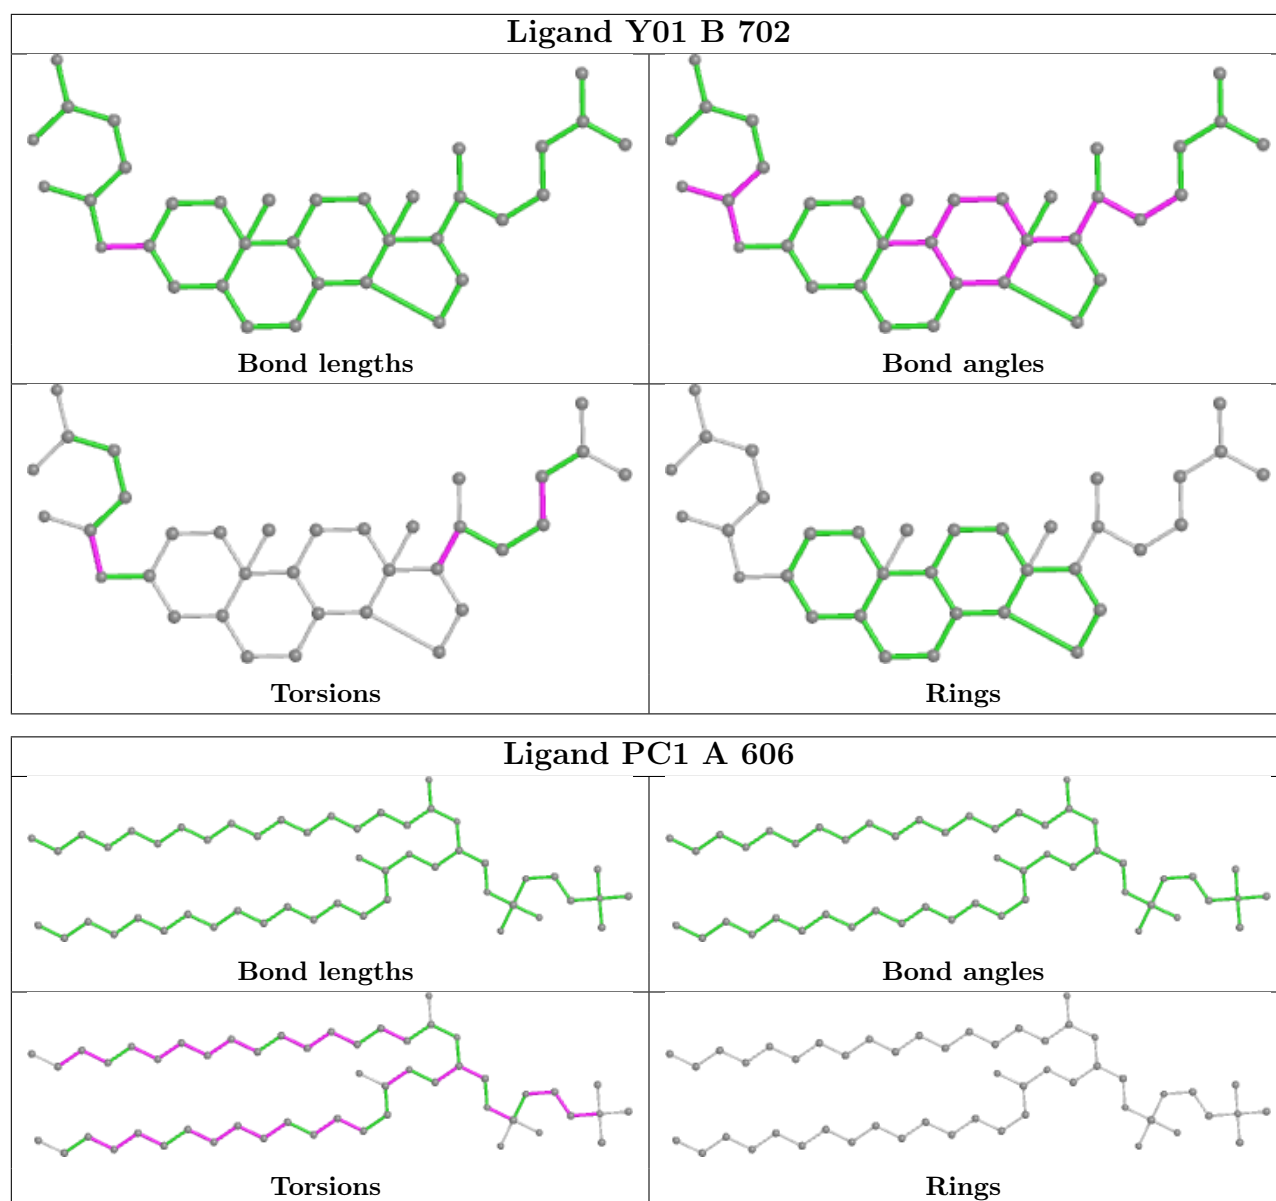 Ligand Y01 B 702
Bond lengths
Bond angles
Torsions
Rings
Ligand PC1 A 606
Bond lengths
Bond angles
Torsions
Rings